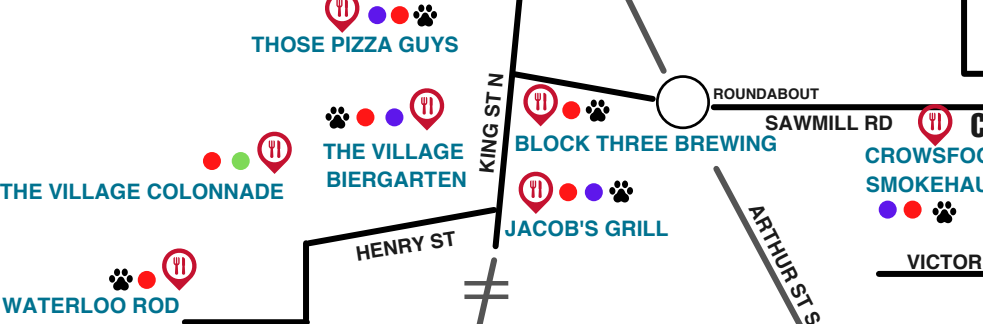 THOSE PIZZA GUYS
KING ST N
ROUNDABOUT
SAWMILL RD
BLOCK THREE BREWING
THE VILLAGE
BIERGARTEN
THE VILLAGE COLONNADE
CROWSFOO
SMOKEHAU
JACOB'S GRILL
HENRY ST
ARTHUR ST S
VICTOR
WATERLOO ROD